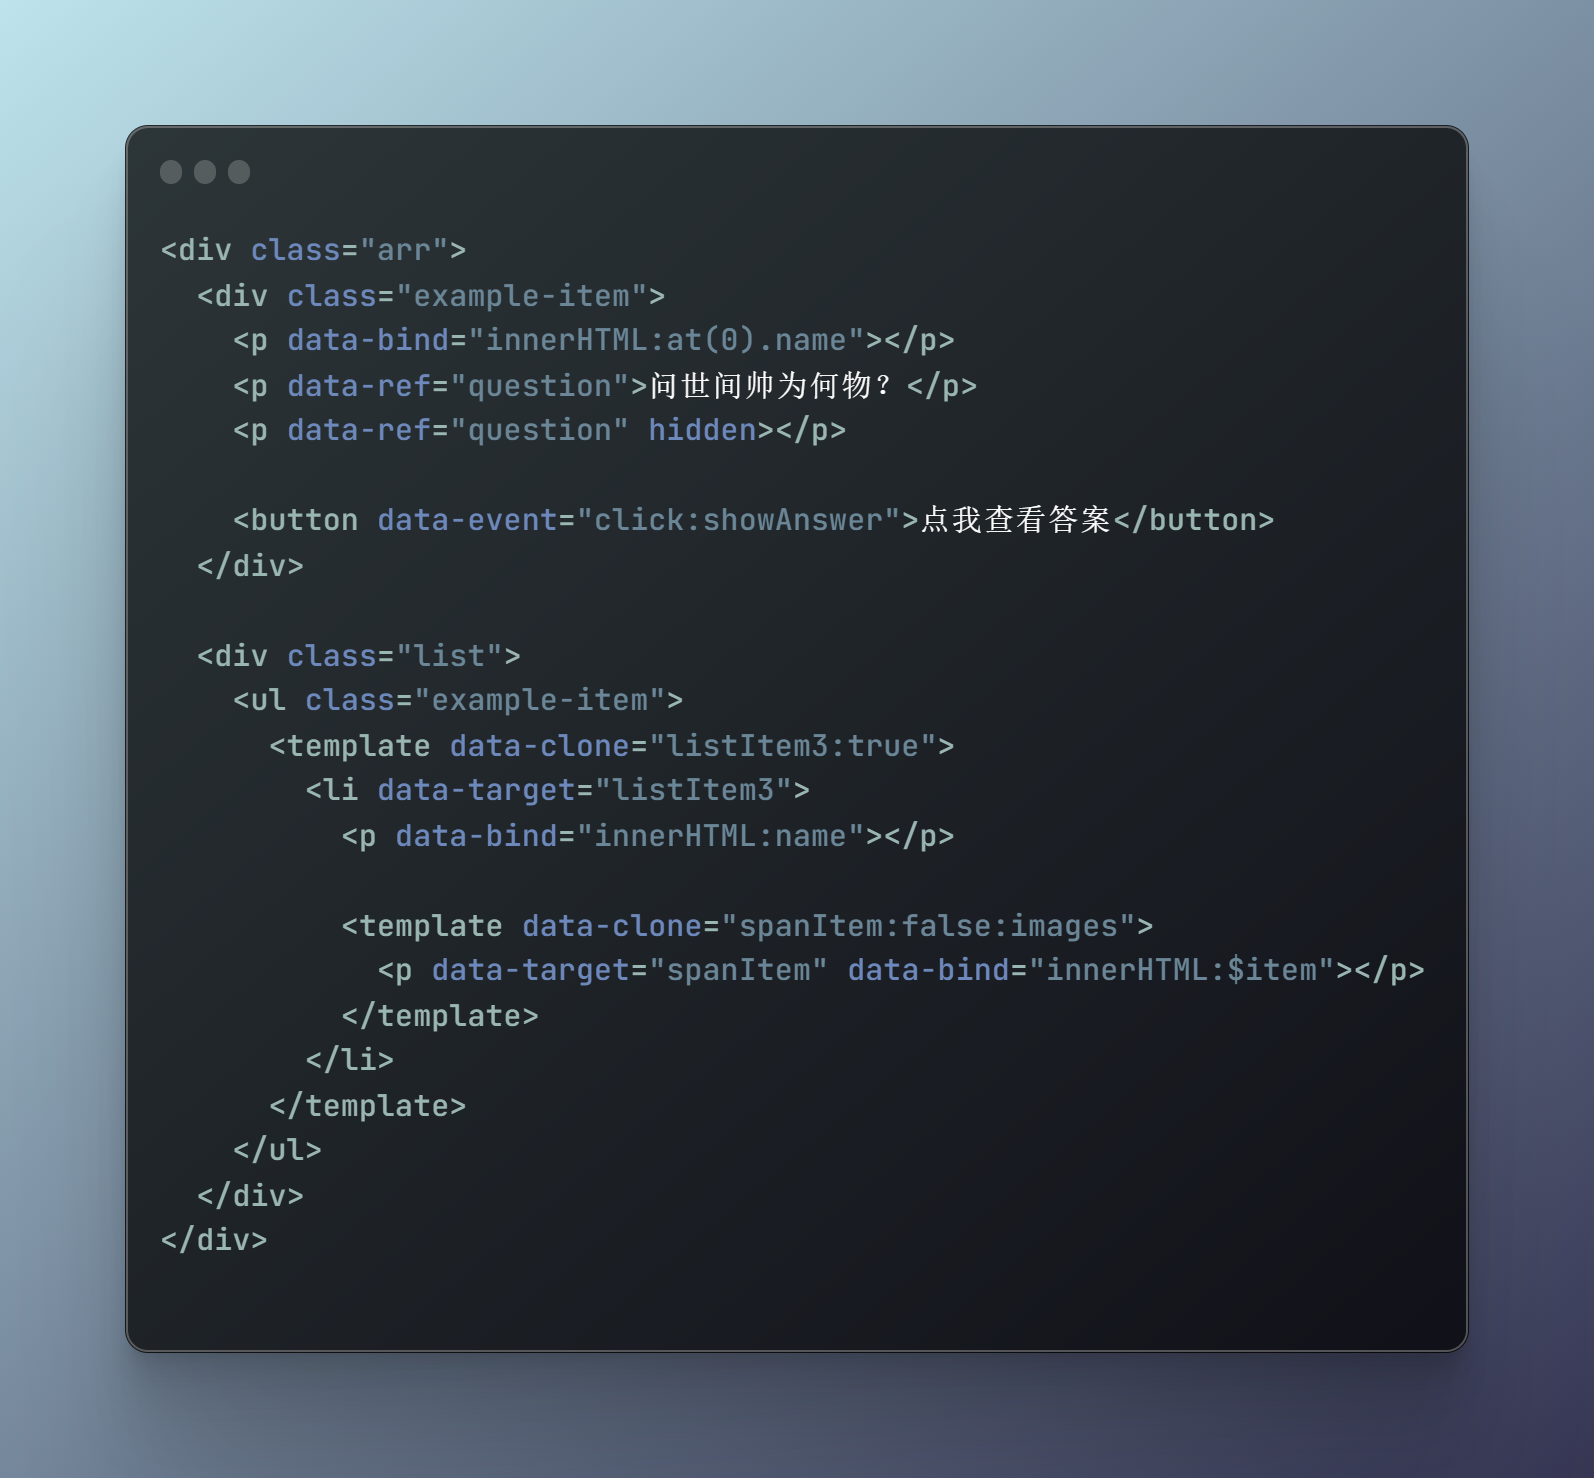 <div class="arr">
  <div class="example-item">
    <p data-bind="innerHTML:at(0).name"></p>
    <p data-ref="question">问世间帅为何物？</p>
    <p data-ref="question" hidden></p>

    <button data-event="click:showAnswer">点我查看答案</button>
  </div>

  <div class="list">
    <ul class="example-item">
      <template data-clone="listItem3:true">
        <li data-target="listItem3">
          <p data-bind="innerHTML:name"></p>

          <template data-clone="spanItem:false:images">
            <p data-target="spanItem" data-bind="innerHTML:$item"></p>
          </template>
        </li>
      </template>
    </ul>
  </div>
</div>